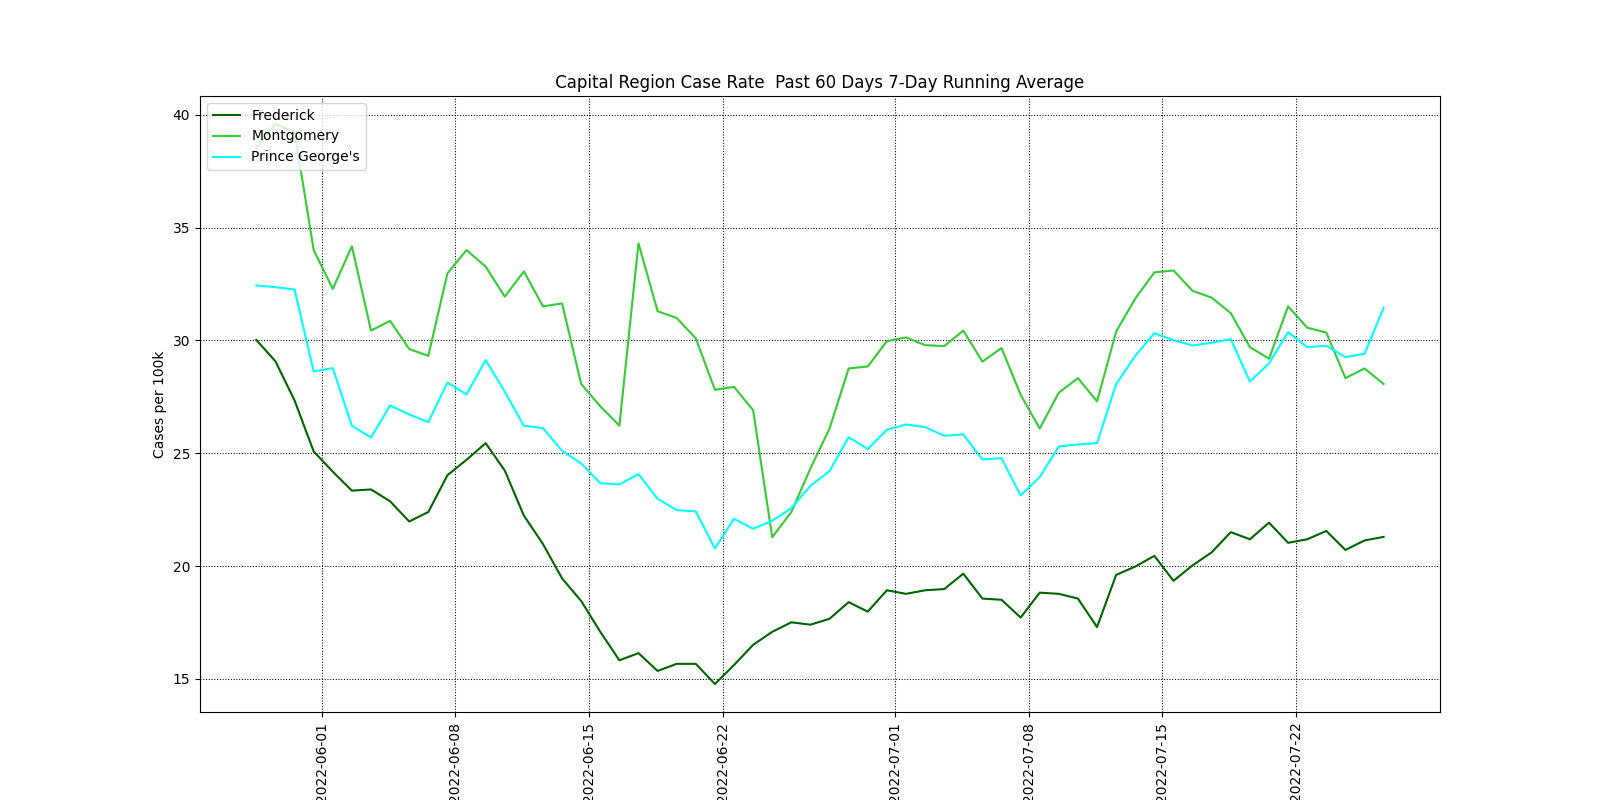 Capital Region Case Rate  Past 60 Days 7-Day Running Average
Frederick
Montgomery
Prince George's
Cases per 100k
40
35
30
25
20
15
2022-06-01
2022-06-08
2022-06-15
2022-06-22
2022-07-01
2022-07-08
2022-07-15
2022-07-22